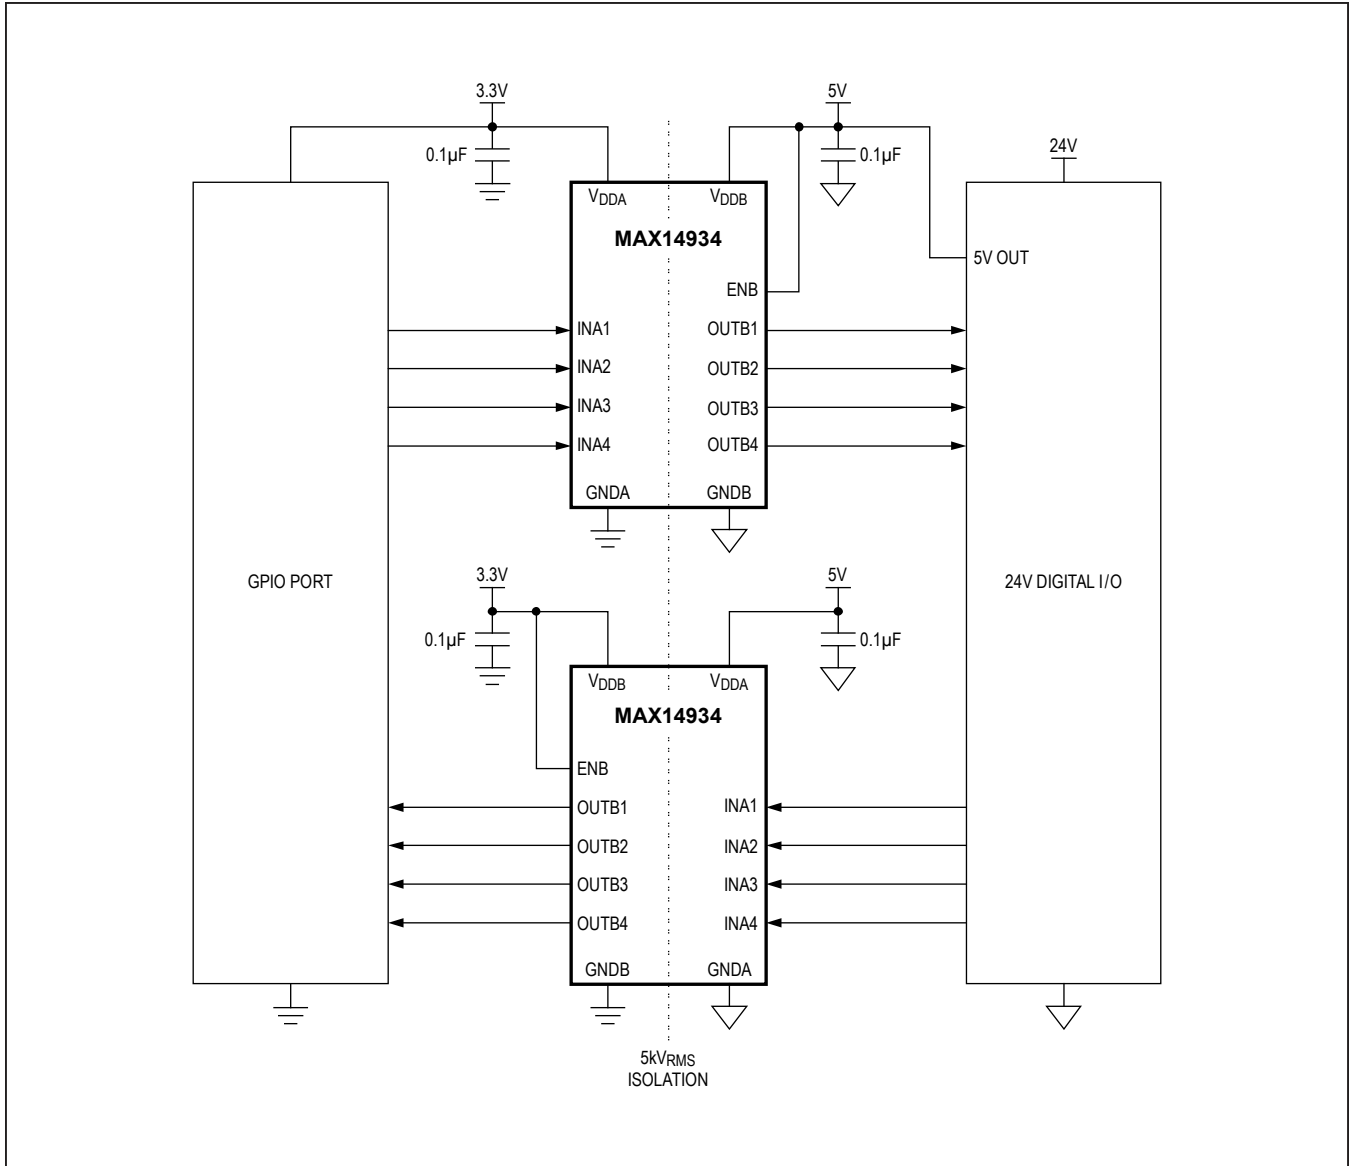 3.3V
5V
0.1µF
0.1µF
24V
VDDA
VDDB
MAX14934
5V OUT
ENB
INA1
OUTB1
INA2
OUTB2
INA3
OUTB3
INA4
OUTB4
GNDA
GNDB
GPIO PORT
3.3V
5V
24V DIGITAL I/O
0.1µF
0.1µF
VDDB
VDDA
MAX14934
ENB
OUTB1
INA1
OUTB2
INA2
OUTB3
INA3
OUTB4
INA4
GNDB
GNDA
5kVRMS
ISOLATION